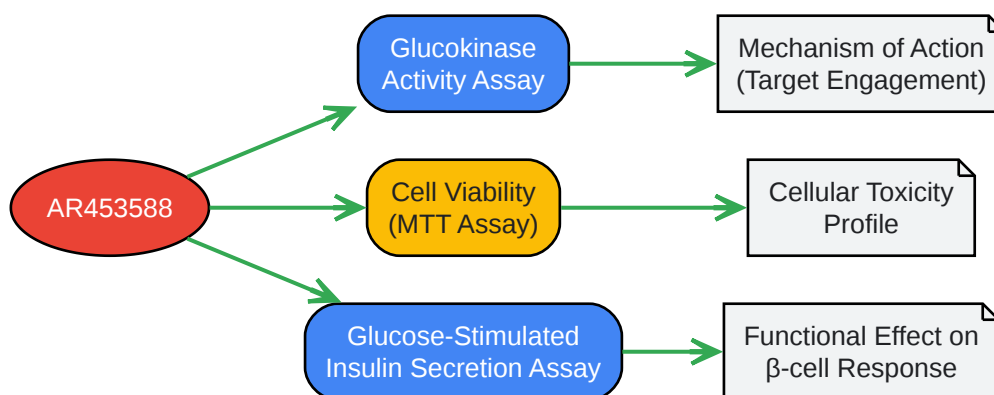 Glucokinase
Activity Assay
Mechanism of Action
(Target Engagement)
AR453588
Cell Viability
(MTT Assay)
Cellular Toxicity
Profile
Glucose-Stimulated
Insulin Secretion Assay
Functional Effect on
β-cell Response